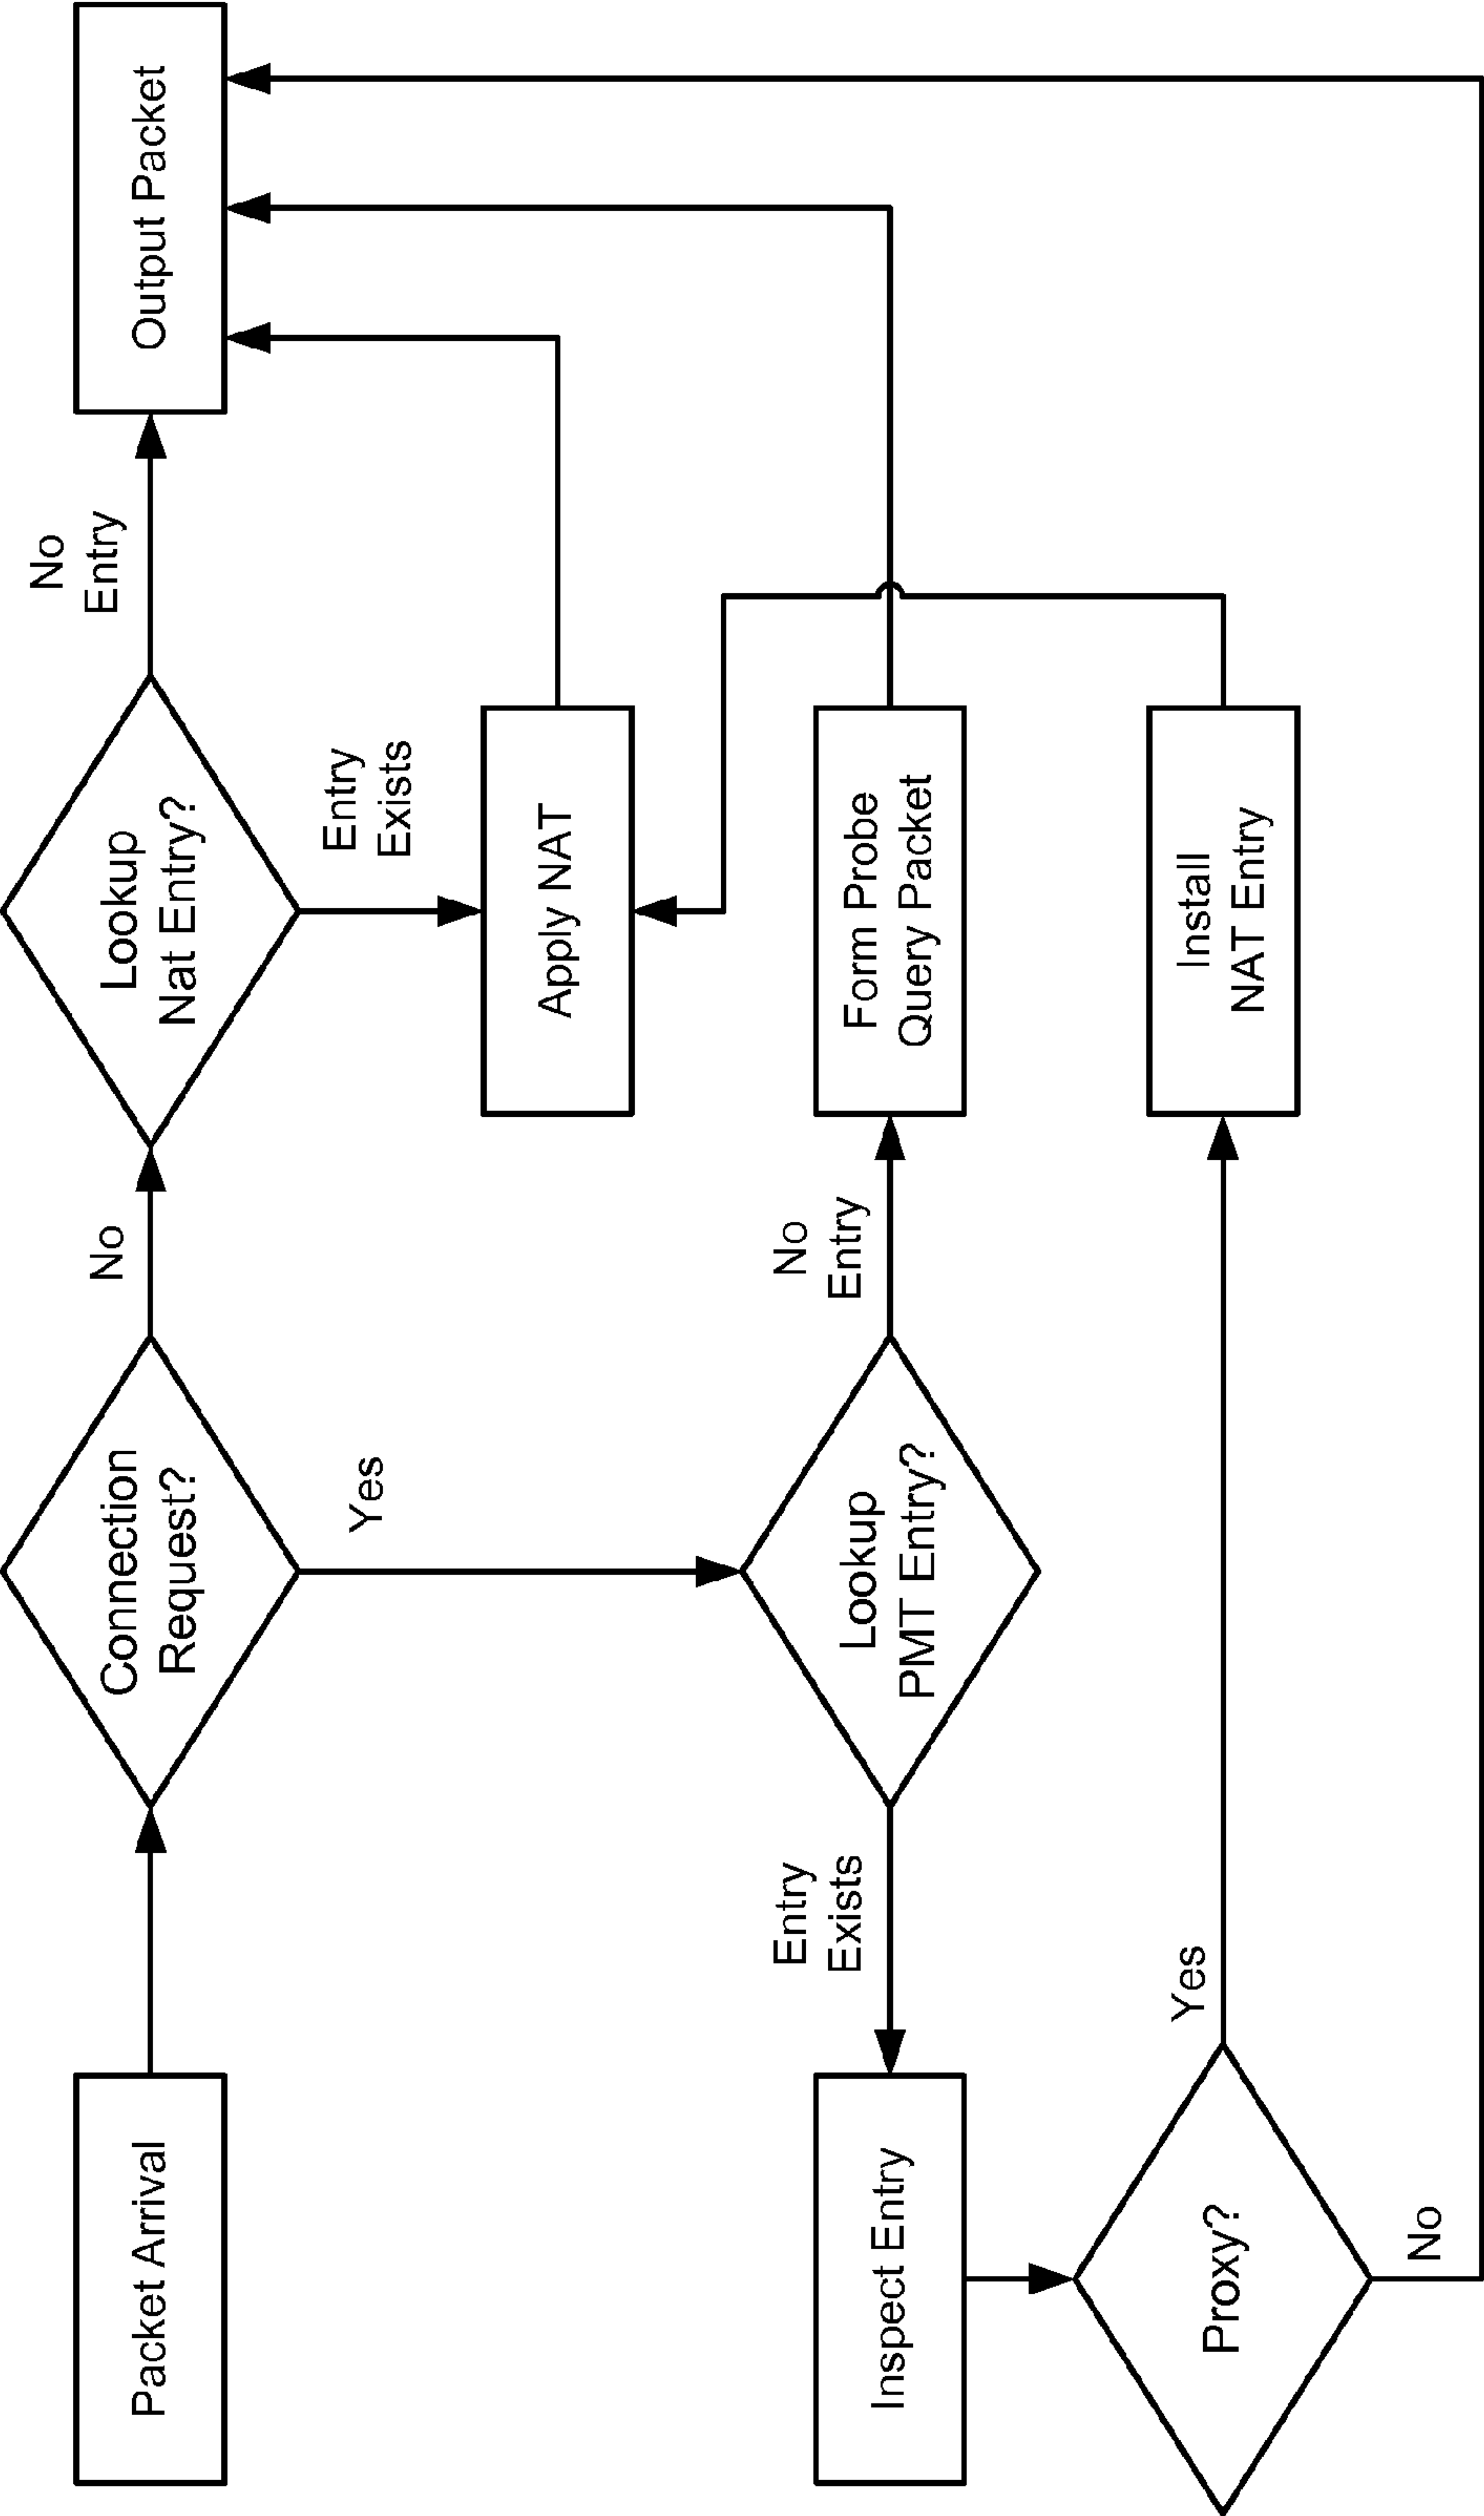 Packet Arrival
Connection
Request?
No
Lookup
Nat Entry?
No
Entry
Output Packet
Yes
Entry
Exists
Apply NAT
Entry
Exists
Lookup
PMT Entry?
No
Entry
Form Probe
Query Packet
Inspect Entry
Proxy?
Yes
Install
NAT Entry
No